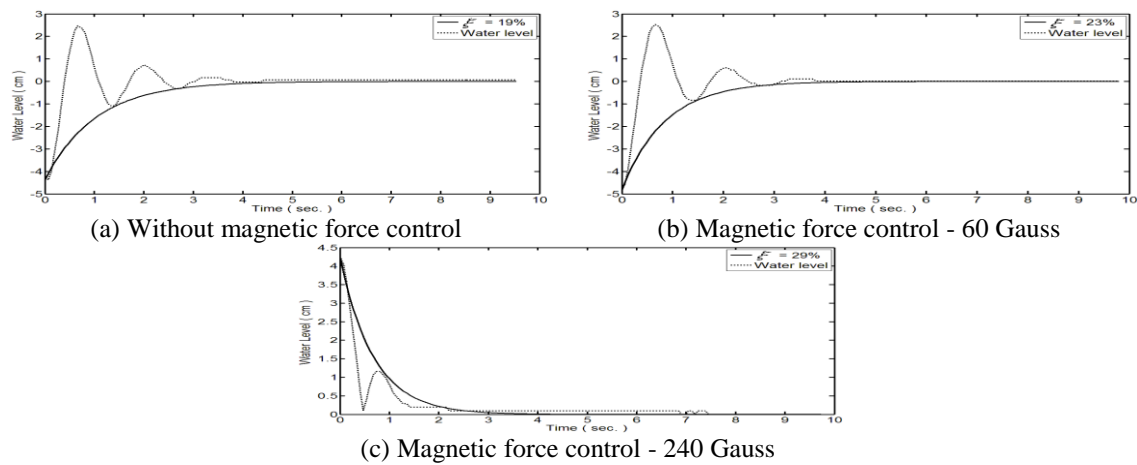 3
2
1
0
−1
−2
−3
−4
−5
Water Level ( cm )
ξ = 19%
Water level
0 1 2 3 4 5 6 7 8 9 10
Time ( sec. )
(a) Without magnetic force control
3
2
1
0
−1
−2
−3
−4
−5
Water Level ( cm )
ξ = 23%
Water level
0 1 2 3 4 5 6 7 8 9 10
Time ( sec. )
(b) Magnetic force control - 60 Gauss
4.5
4
3.5
3
2.5
1.5
1
0.5
0
Water Level ( cm )
ξ = 29%
Water level
0 1 2 3 4 5 6 7 8 9 10
Time ( sec. )
(c) Magnetic force control - 240 Gauss